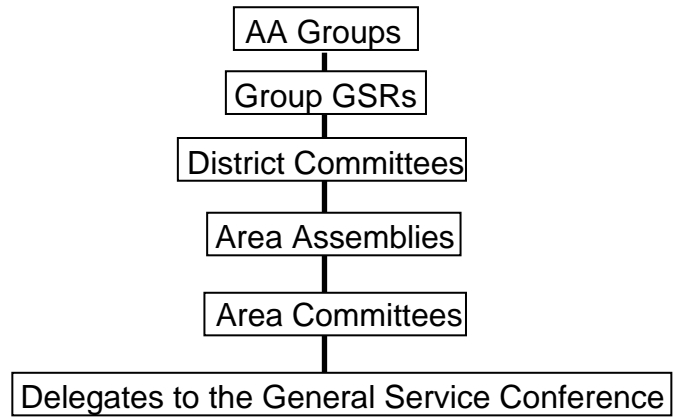 AA Groups
Group GSRs
District Committees
Area Assemblies
Area Committees
Delegates to the General Service Conference